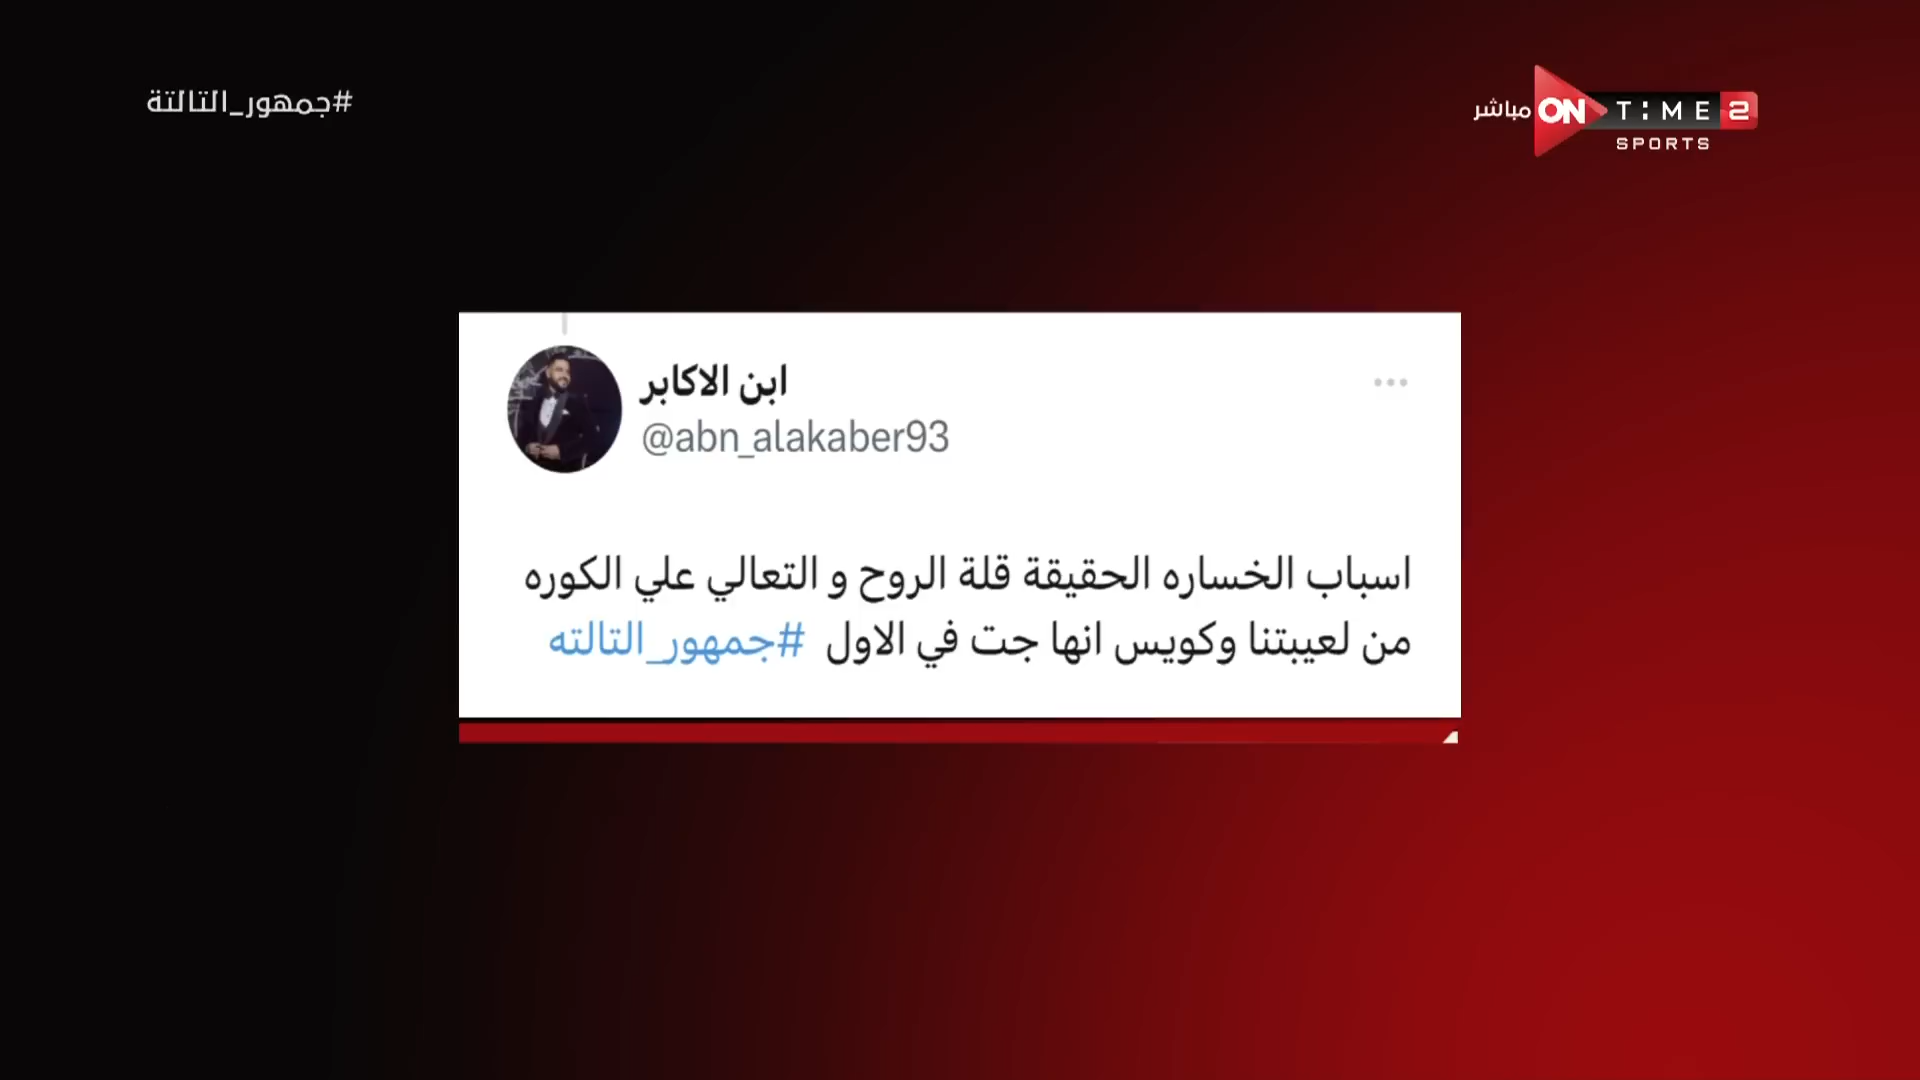 #جمهور_التالتة
مباشر ON TIME 2
SPORTS
ابن الاكابر
@abn_alakaber93
اسباب الخساره الحقيقة قلة الروح و التعالي علي الكوره
من لعيبتنا وكويس انها جت في الاول #جمهور_التالته